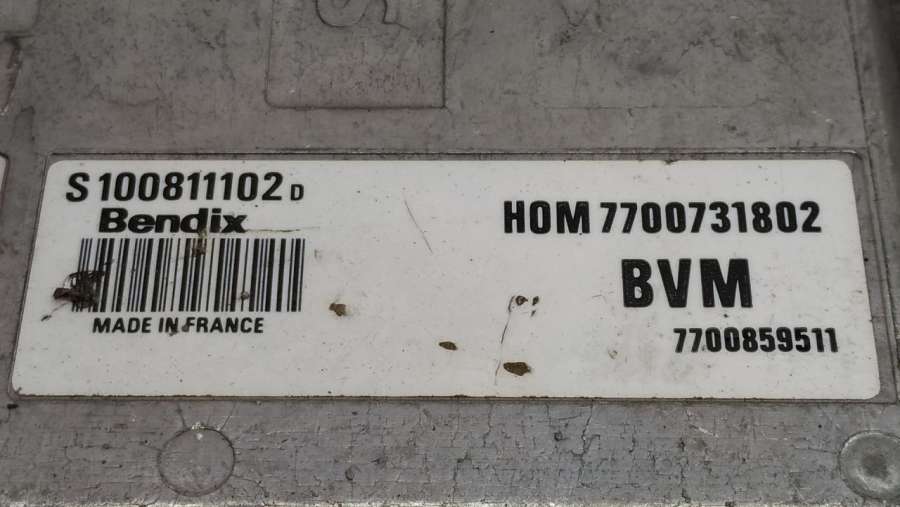 S 100811102 D
Bendix
MADE IN FRANCE
HOM 7700731802
BVM
7700859511